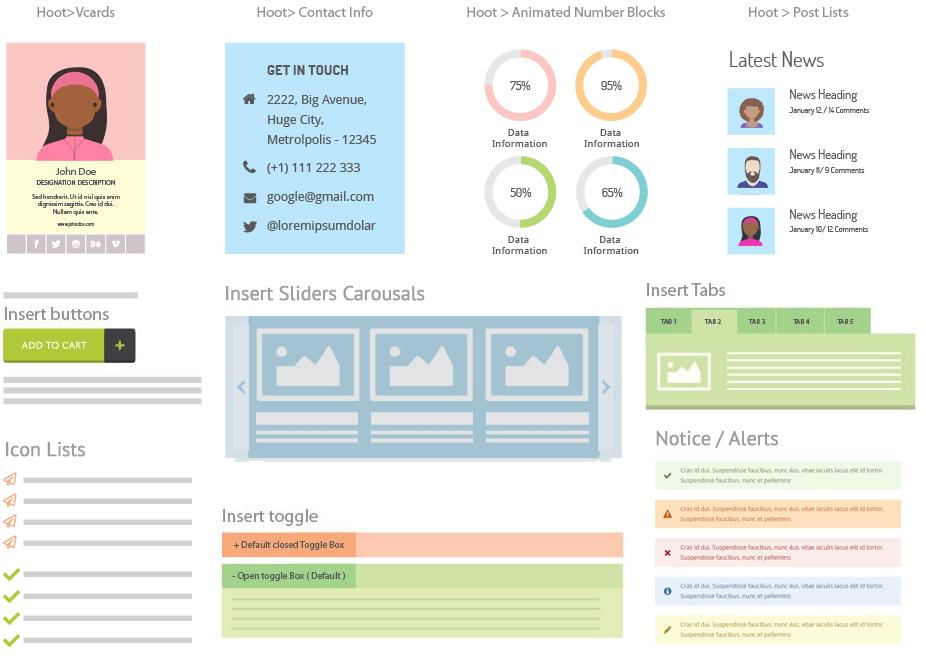 Hoot>Vcards
Hoot> Contact Info
Hoot > Animated Number Blocks
Hoot > Post Lists
John Doe
DESIGNATION DESCRIPTION
Sed hendrerit. Ut id nisl quis enim
dignissim sagittis. Cras id dui.
Nullam quis ante.
www.johndoe.com
f
Bē
V
GET IN TOUCH
2222, Big Avenue,
Huge City,
Metrolpolis - 12345
(+1) 111 222 333
google@gmail.com
@loremipsumdolar
75%
95%
Data
Information
Data
Information
50%
65%
Data
Information
Data
Information
Latest News
News Heading
January 12 / 14 Comments
News Heading
January 11/ 9 Comments
News Heading
January 10/ 12 Comments
Insert buttons
ADD TO CART +
Icon Lists
Insert Sliders Carousals
Insert toggle
+ Default closed Toggle Box
- Open toggle Box ( Default )
Insert Tabs
TAB 1
TAB 2
TAB 3
TAB 4
TAB 5
Notice / Alerts
Cras id dui. Suspendisse faucibus, nunc éus, vitae iaculis lacus elit id tortor.
Suspendisse faucibus, nunc et pellentesc
Cras id dui. Suspendisse faucibus, nunc éus, vitae iaculis lacus elit id tortor.
Suspendisse faucibus, nunc et pellentesc
Cras id dui. Suspendisse faucibus, nunc éus, vitae iaculis lacus elit id tortor.
Suspendisse faucibus, nunc et pellentesc
Cras id dui. Suspendisse faucibus, nunc éus, vitae iaculis lacus elit id tortor.
Suspendisse faucibus, nunc et pellentesc
Cras id dui. Suspendisse faucibus, nunc éus, vitae iaculis lacus elit id tortor.
Suspendisse faucibus, nunc et pellentesc